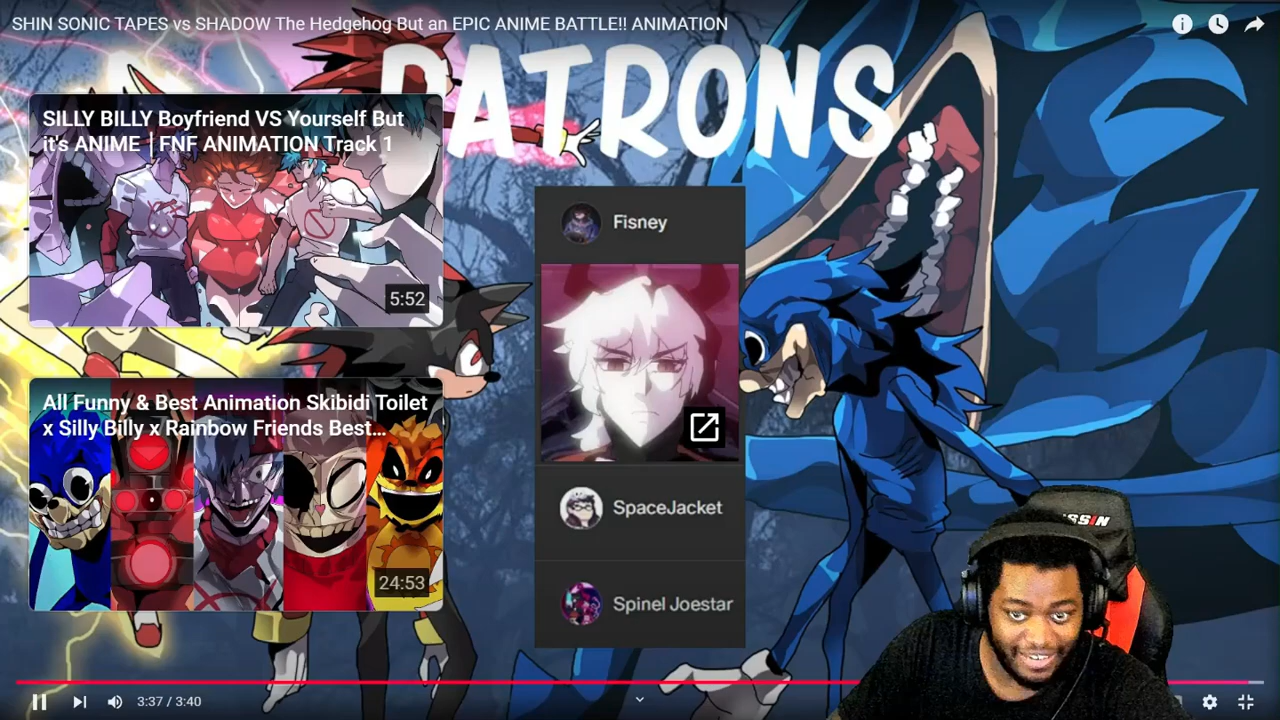 SHIN SONIC TAPES vs SHADOW The Hedgehog But an EPIC ANIME BATTLE!! ANIMATION
PATRONS
SILLY BILLY Boyfriend VS Yourself But
it's ANIME | FNF ANIMATION Track 1
5:52
Fisney
All Funny & Best Animation Skibidi Toilet
x Silly Billy x Rainbow Friends Best...
24:53
SpaceJacket
Spinel Joestar
3:37 / 3:40